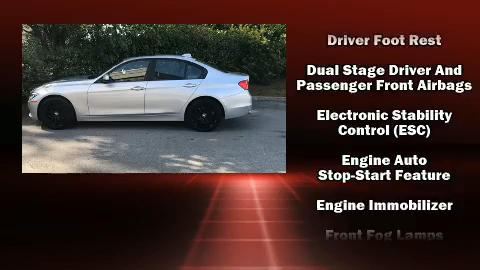 Driver Foot Rest
Dual Stage Driver And
Passenger Front Airbags
Electronic Stability
Control (ESC)
Engine Auto
Stop-Start Feature
Engine Immobilizer
Front Fog Lamps